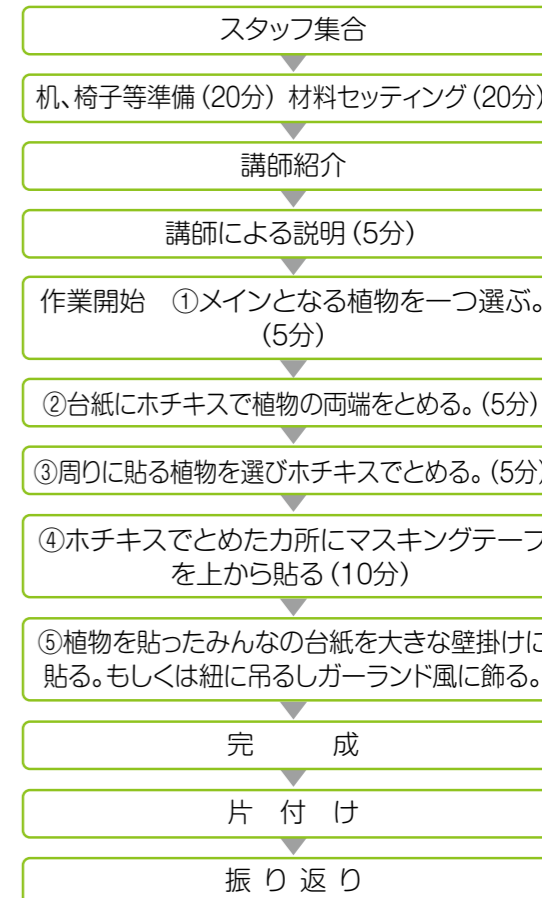 スタッフ集合
机、椅子等準備(20分) 材料セッティング(20分)
講師紹介
講師による説明(5分)
作業開始　①メインとなる植物を一つ選ぶ。
(5分)
②台紙にホチキスで植物の両端をとめる。(5分)
③周りに貼る植物を選びホチキスでとめる。(5分)
④ホチキスでとめたカ所にマスキングテープ
を上から貼る(10分)
⑤植物を貼ったみんなの台紙を大きな壁掛けに
貼る。もしくは紐に吊るしガーランド風に飾る。
完　　成
片　付　け
振 り 返 り